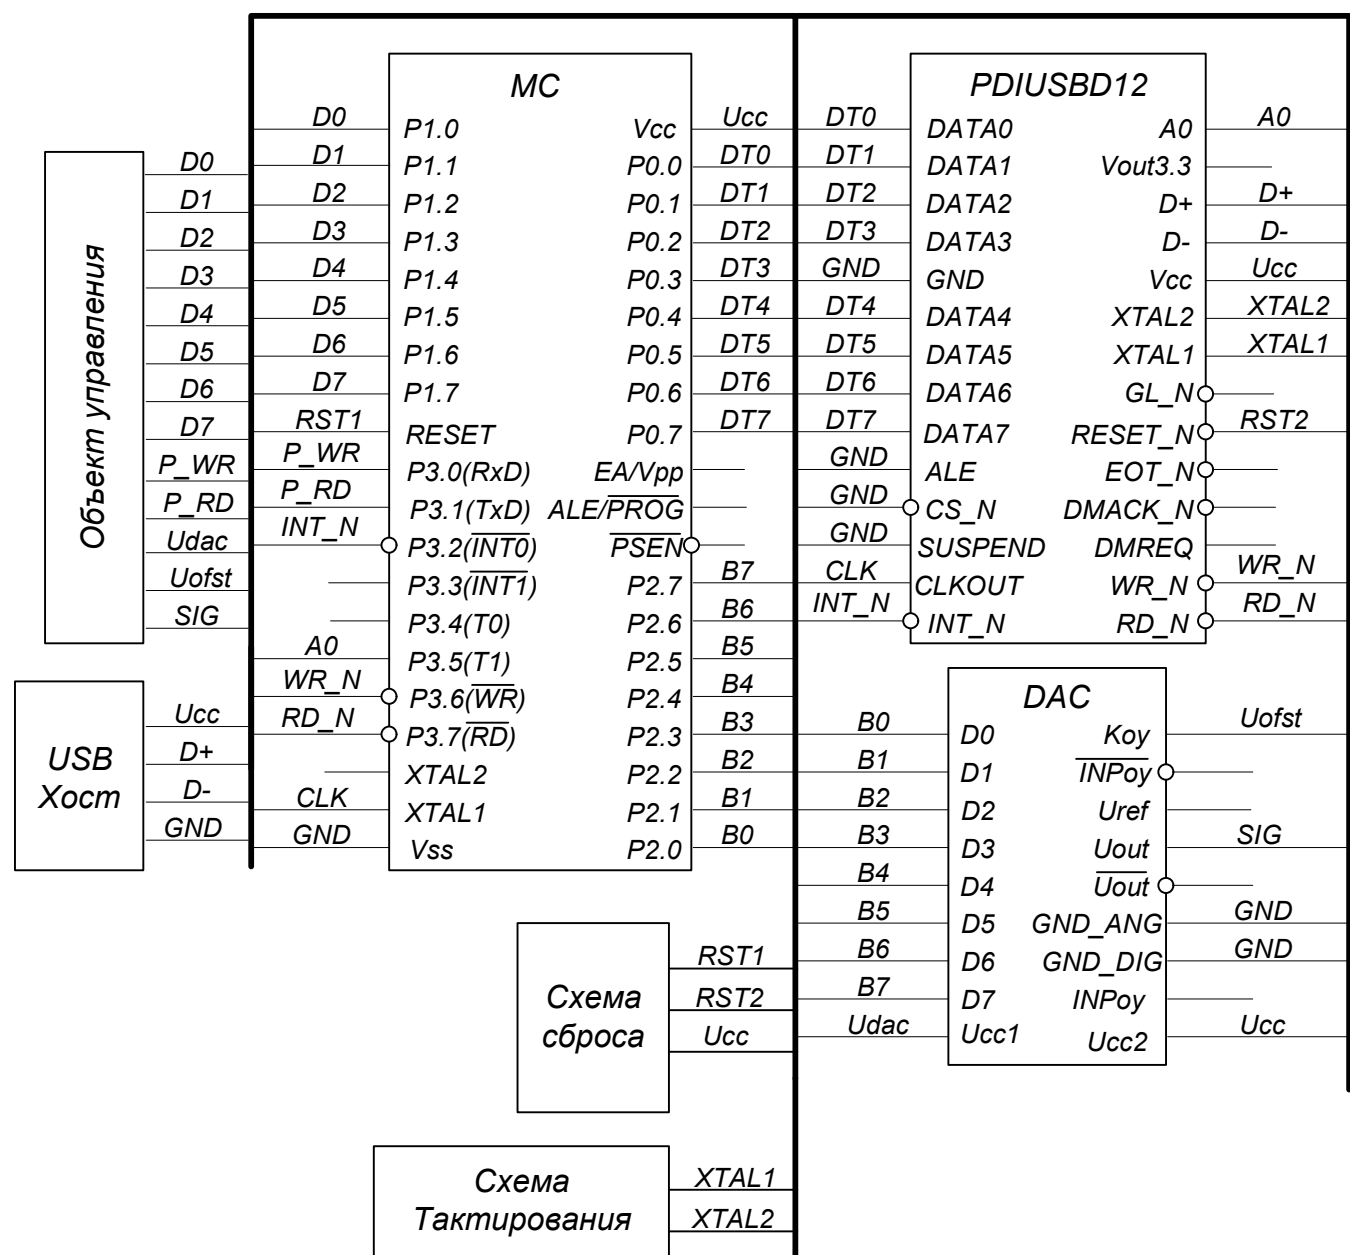 Объект управления
D0
D1
D2
D3
D4
D5
D6
D7
P_WR
P_RD
Udac
Uofst
SIG
USB
Хост
Ucc
D+
D-
GND
MC
D0
P1.0
D1
P1.1
D2
P1.2
D3
P1.3
D4
P1.4
D5
P1.5
D6
P1.6
D7
P1.7
RST1
RESET
P_WR
P3.0(RxD)
P_RD
P3.1(TxD)
INT_N
P3.2(INT0)
P3.3(INT1)
P3.4(T0)
A0
P3.5(T1)
WR_N
P3.6(WR)
RD_N
P3.7(RD)
XTAL2
CLK
XTAL1
GND
Vss
Vcc
Ucc
P0.0
DT0
P0.1
DT1
P0.2
DT2
P0.3
DT3
P0.4
DT4
P0.5
DT5
P0.6
DT6
P0.7
DT7
EA/Vpp
ALE/PROG
PSEN
P2.7
B7
P2.6
B6
P2.5
B5
P2.4
B4
P2.3
B3
P2.2
B2
P2.1
B1
P2.0
B0
PDIUSBD12
DT0
DATA0
DT1
DATA1
DT2
DATA2
DT3
DATA3
GND
GND
DT4
DATA4
DT5
DATA5
DT6
DATA6
DT7
DATA7
GND
ALE
GND
CS_N
GND
SUSPEND
CLK
CLKOUT
INT_N
INT_N
A0
A0
Vout3.3
D+
D+
D-
D-
Vcc
Ucc
XTAL2
XTAL2
XTAL1
XTAL1
GL_N
RESET_N
RST2
EOT_N
DMACK_N
DMREQ
WR_N
WR_N
RD_N
RD_N
DAC
B0
D0
B1
D1
B2
D2
B3
D3
B4
D4
B5
D5
B6
D6
B7
D7
Udac
Ucc1
Koy
Uofst
INPoy
Uref
Uout
SIG
Uout
GND_ANG
GND
GND_DIG
GND
INPoy
Ucc2
Ucc
Схема
сброса
RST1
RST2
Ucc
Схема
Тактирования
XTAL1
XTAL2